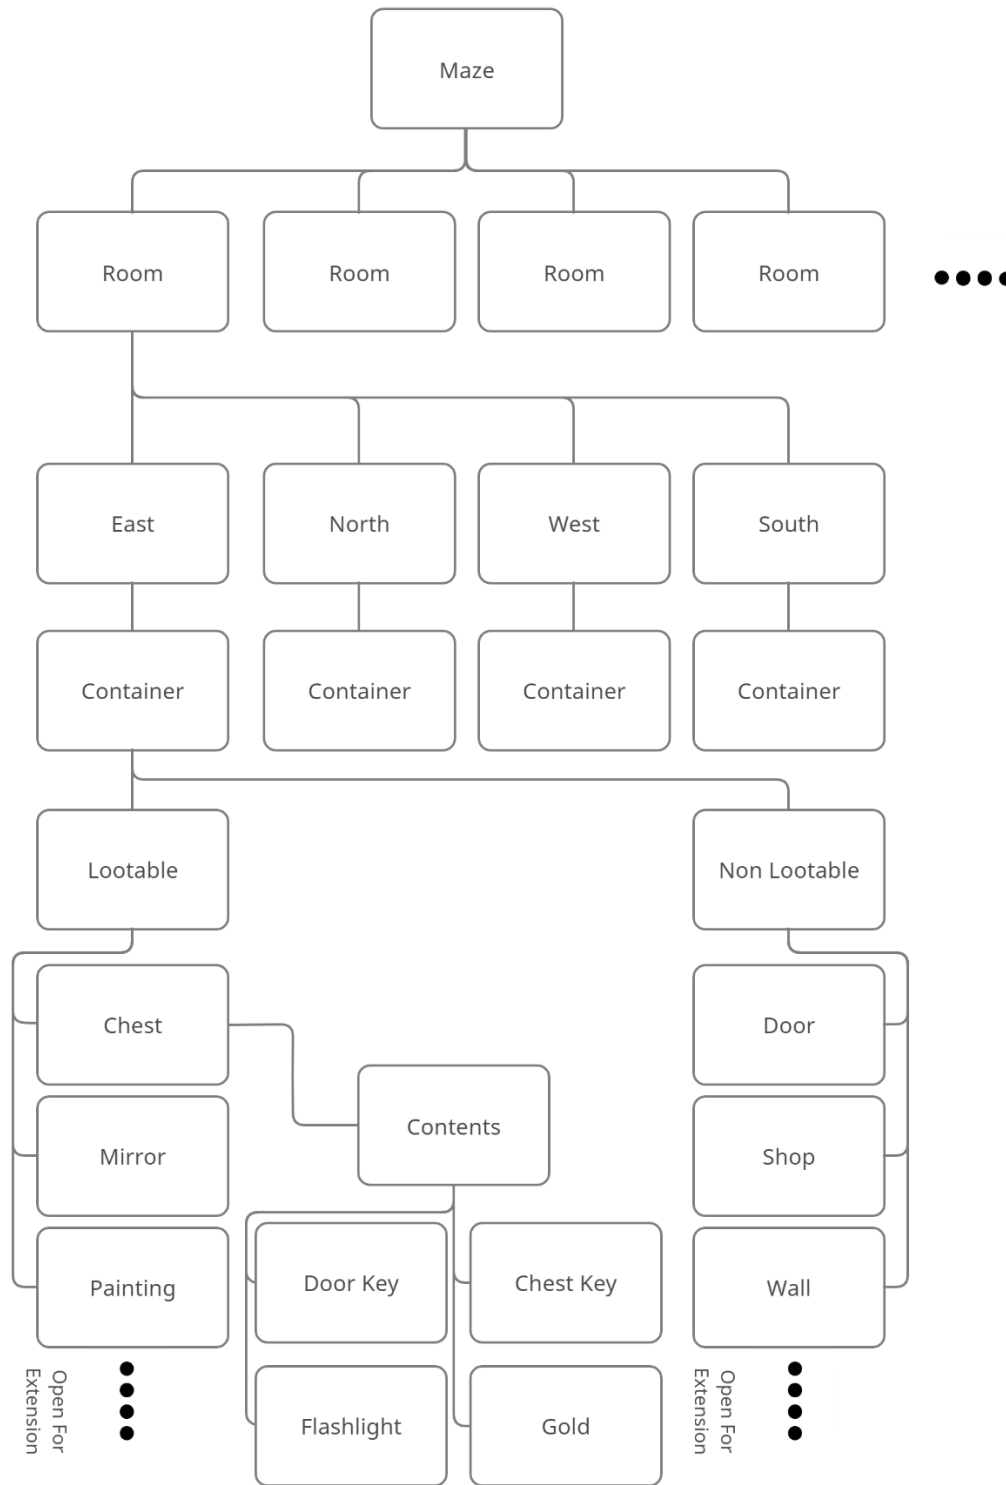 Maze
Room
Room
Room
Room
East
North
West
South
Container
Container
Container
Container
Lootable
Non Lootable
Chest
Door
Contents
Mirror
Shop
Door Key
Chest Key
Painting
Wall
Open For
Extension
Open For
Extension
Flashlight
Gold